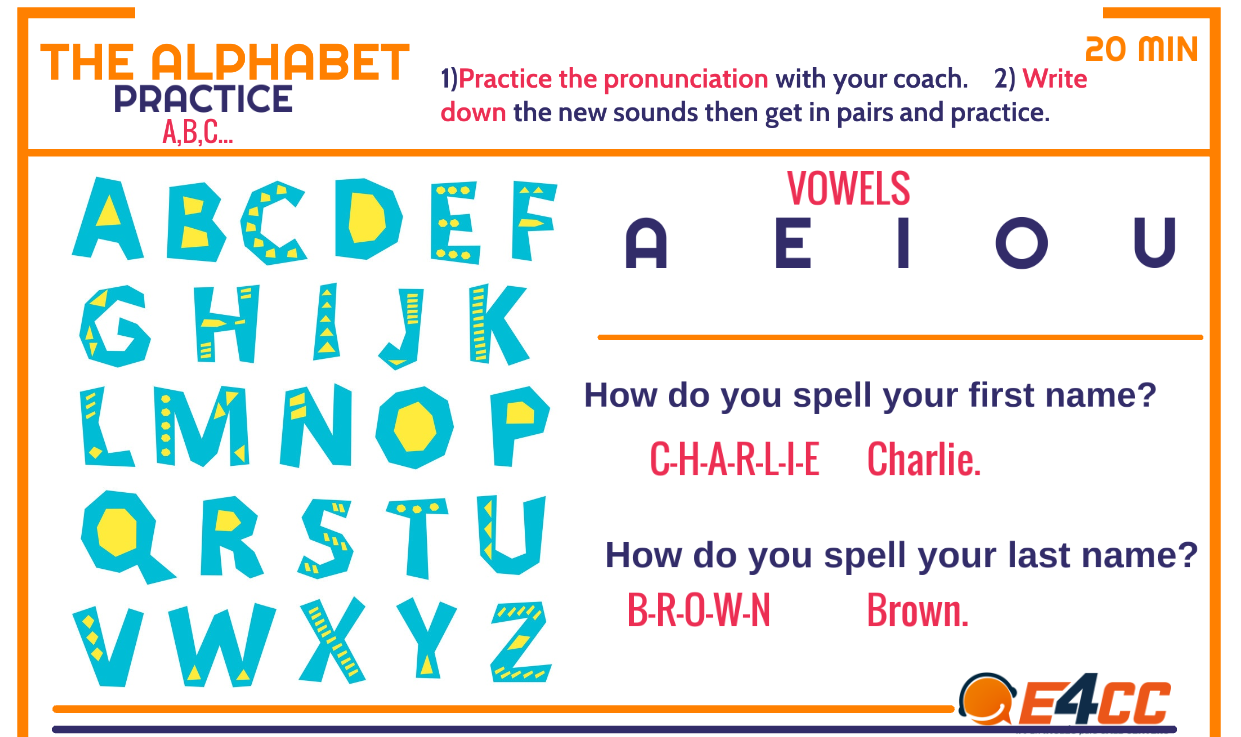 THE ALPHABET
PRACTICE
A,B,C...
1)Practice the pronunciation with your coach. 2) Write
down the new sounds then get in pairs and practice.
20 MIN
A B C D E F
G H I J K
L M N O P
Q R S T U
V W X Y Z
VOWELS
A E I O U
How do you spell your first name?
C-H-A-R-L-I-E Charlie.
How do you spell your last name?
B-R-O-W-N Brown.
E4CC